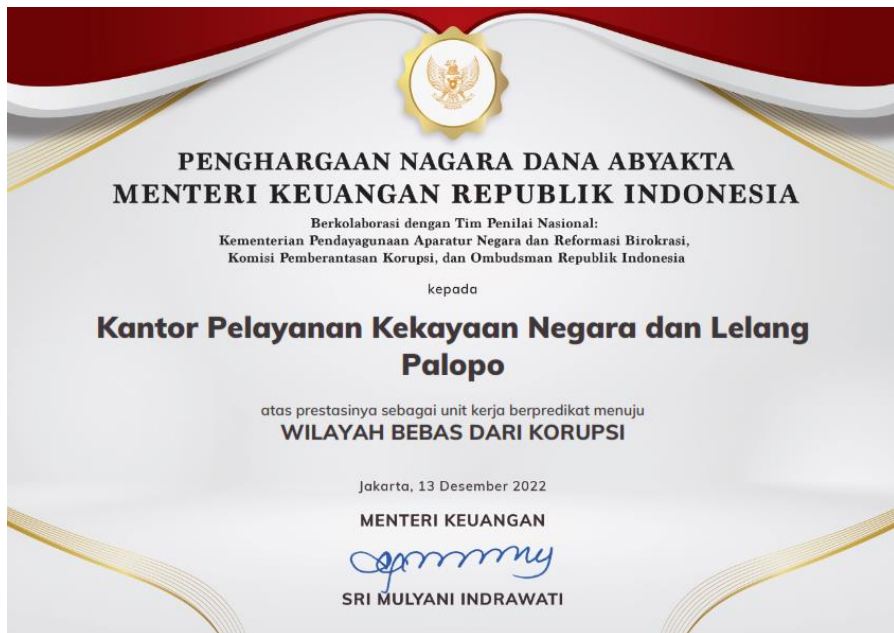 PENGHARGAAN NAGARA DANA ABYAKTA
MENTERI KEUANGAN REPUBLIK INDONESIA
Berkolaborasi dengan Tim Penilai Nasional:
Kementerian Pendayagunaan Aparatur Negara dan Reformasi Birokrasi,
Komisi Pemberantasan Korupsi, dan Ombudsman Republik Indonesia
kepada
Kantor Pelayanan Kekayaan Negara dan Lelang
Palopo
atas prestasinya sebagai unit kerja berpredikat menuju
WILAYAH BEBAS DARI KORUPSI
Jakarta, 13 Desember 2022
MENTERI KEUANGAN
SRI MULYANI INDRAWATI